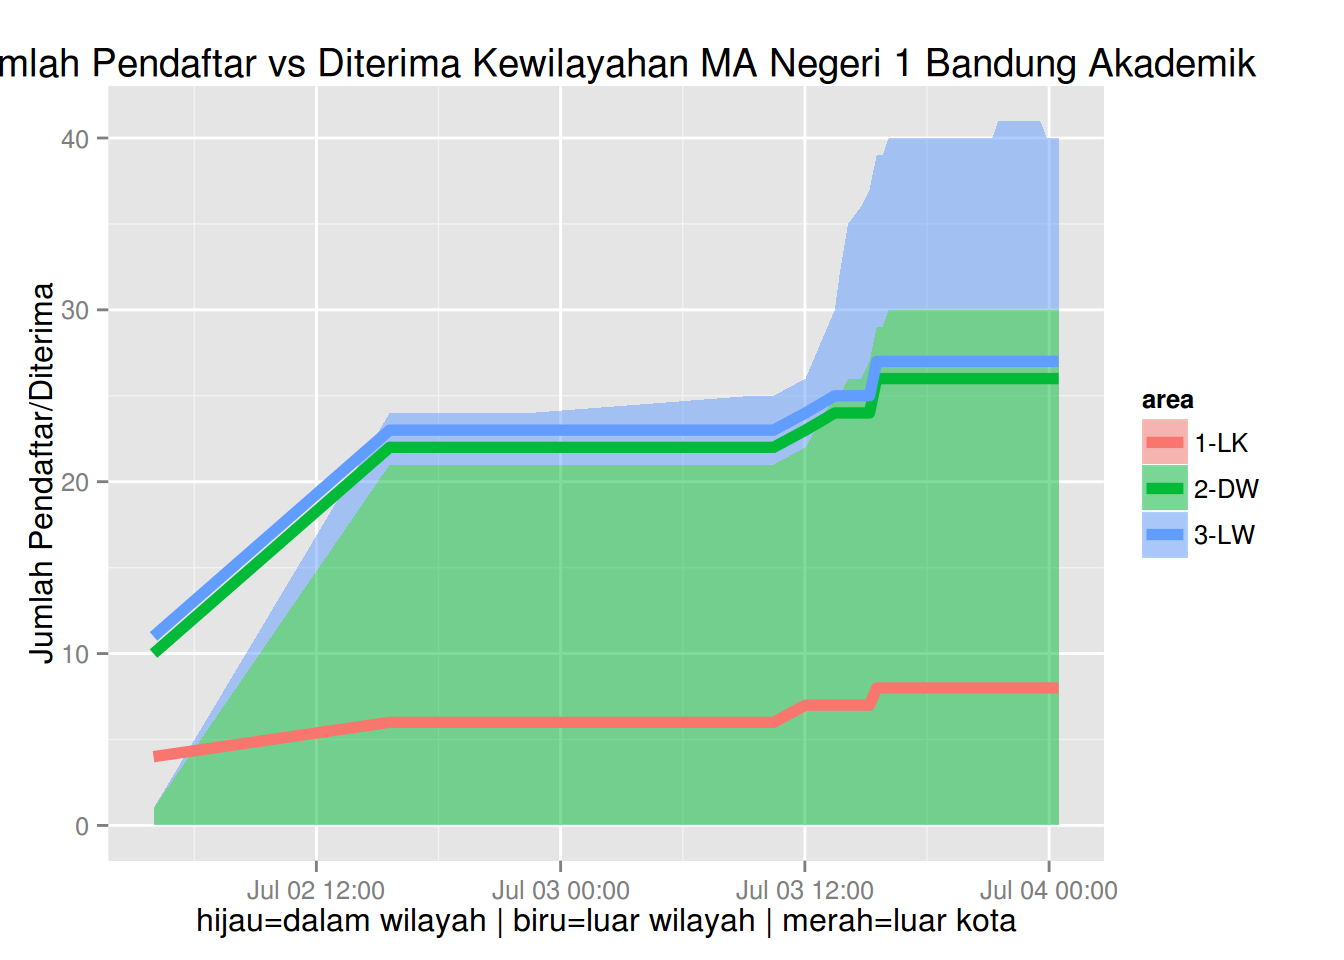 mlah Pendaftar vs Diterima Kewilayahan MA Negeri 1 Bandung Akademik
Jumlah Pendaftar/Diterima
40
30
20
10
0
Jul 02 12:00
Jul 03 00:00
Jul 03 12:00
Jul 04 00:00
hijau=dalam wilayah | biru=luar wilayah | merah=luar kota
area
1-LK
2-DW
3-LW